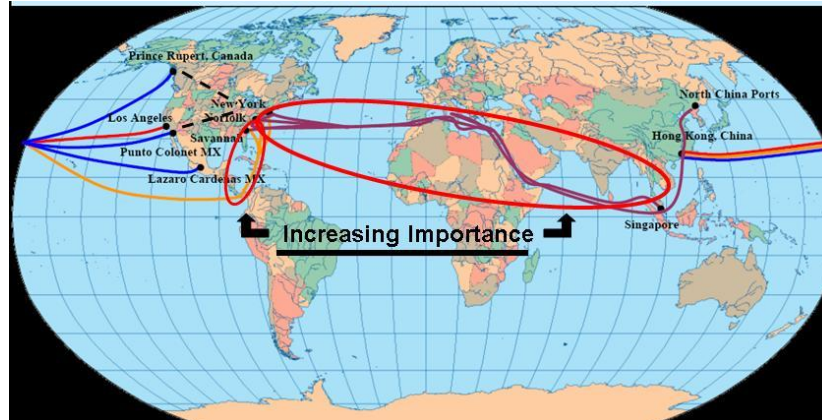 Prince Rupert, Canada
North China Ports
New York
Los Angeles
Norfolk
Savannah
Hong Kong, China
Punto Colonet MX
Lazaro Cardenas MX
Singapore
Increasing Importance